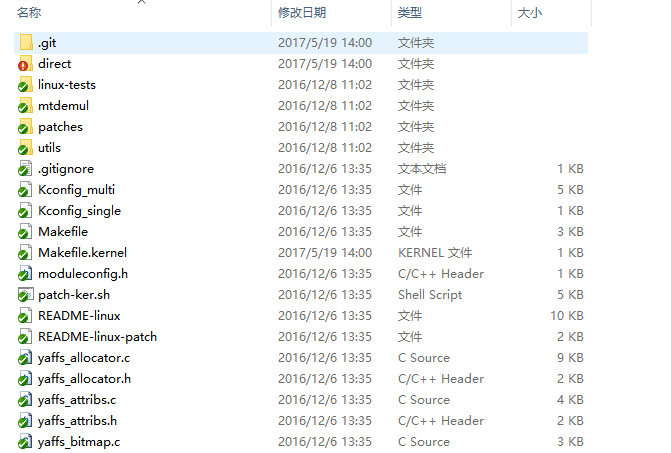 名称 修改日期 类型 大小
.git 2017/5/19 14:00 文件夹
direct 2017/5/19 14:00 文件夹
linux-tests 2016/12/8 11:02 文件夹
mtdemul 2016/12/8 11:02 文件夹
patches 2016/12/8 11:02 文件夹
utils 2016/12/8 11:02 文件夹
.gitignore 2016/12/6 13:35 文本文档 1 KB
Kconfig_multi 2016/12/6 13:35 文件 5 KB
Kconfig_single 2016/12/6 13:35 文件 5 KB
Makefile 2016/12/6 13:35 文件 3 KB
Makefile.kernel 2017/5/19 14:00 KERNEL 文件 1 KB
moduleconfig.h 2016/12/6 13:35 C/C++ Header 1 KB
patch-ker.sh 2016/12/6 13:35 Shell Script 5 KB
README-linux 2016/12/6 13:35 文件 10 KB
README-linux-patch 2016/12/6 13:35 文件 2 KB
yaffs_allocator.c 2016/12/6 13:35 C Source 9 KB
yaffs_allocator.h 2016/12/6 13:35 C/C++ Header 2 KB
yaffs_attribs.c 2016/12/6 13:35 C Source 4 KB
yaffs_attribs.h 2016/12/6 13:35 C/C++ Header 2 KB
yaffs_bitmap.c 2016/12/6 13:35 C Source 3 KB